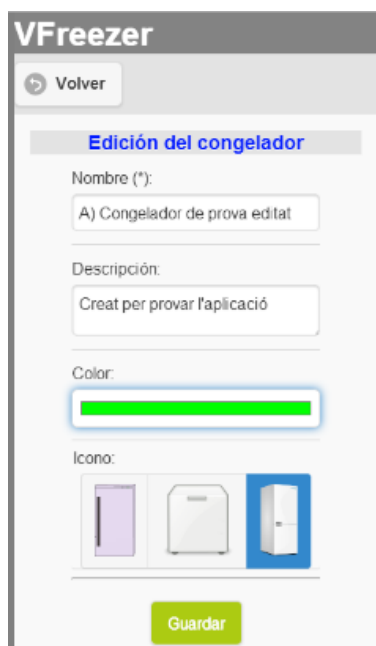 VFreezer
Volver
Edición del congelador
Nombre (*):
A) Congelador de prova editat
Descripción:
Creat per provar l'aplicació
Color:
Icono:
Guardar